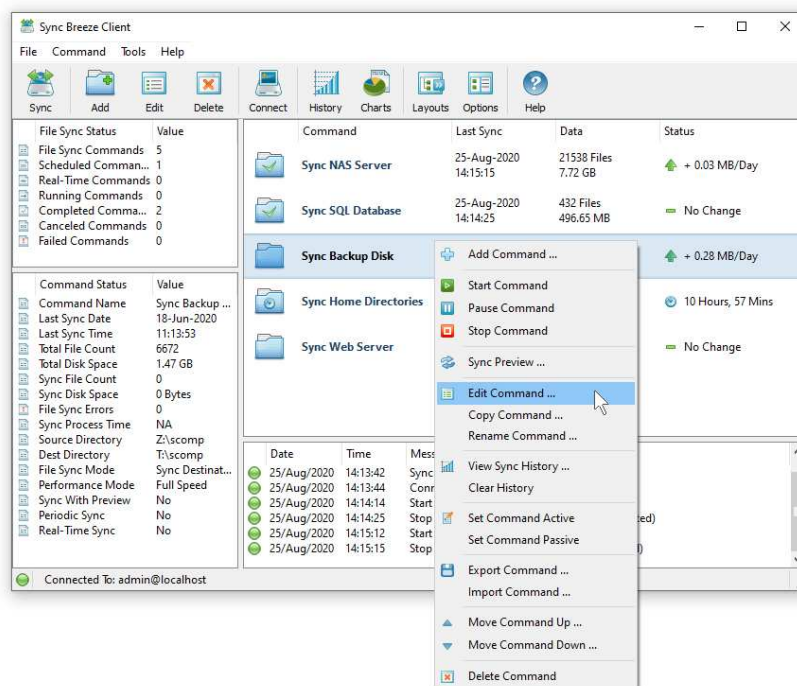 Sync Breeze Client
File Command Tools Help
Sync Add Edit Delete Connect History Charts Layouts Options Help
File Sync Status Value
File Sync Commands 5
Scheduled Comman... 1
Real-Time Commands 0
Running Commands 0
Completed Comma... 2
Canceled Commands 0
Failed Commands 0
Command Status Value
Command Name Sync Backup ...
Last Sync Date 18-Jun-2020
Last Sync Time 11:13:53
Total File Count 6672
Total Disk Space 1.47 GB
Sync File Count 0
Sync Disk Space 0 Bytes
File Sync Errors 0
Sync Process Time NA
Source Directory Z:\scomp
Dest Directory T:\scomp
File Sync Mode Sync Destinat...
Performance Mode Full Speed
Sync With Preview No
Periodic Sync No
Real-Time Sync No
Command Last Sync Data Status
Sync NAS Server 25-Aug-2020 14:15:15 21538 Files 7.72 GB + 0.03 MB/Day
Sync SQL Database 25-Aug-2020 14:14:25 432 Files 496.65 MB No Change
Sync Backup Disk + 0.28 MB/Day
Sync Home Directories 10 Hours, 57 Mins
Sync Web Server No Change
Add Command ...
Start Command
Pause Command
Stop Command
Sync Preview ...
Edit Command ...
Copy Command ...
Rename Command ...
View Sync History ...
Clear History
Set Command Active
Set Command Passive
Export Command ...
Import Command ...
Move Command Up ...
Move Command Down ...
Delete Command
Date Time Mess
25/Aug/2020 14:13:42 Sync
25/Aug/2020 14:13:44 Conn
25/Aug/2020 14:14:14 Start
25/Aug/2020 14:14:25 Stop ted)
25/Aug/2020 14:15:12 Start
25/Aug/2020 14:15:15 Stop )
Connected To: admin@localhost